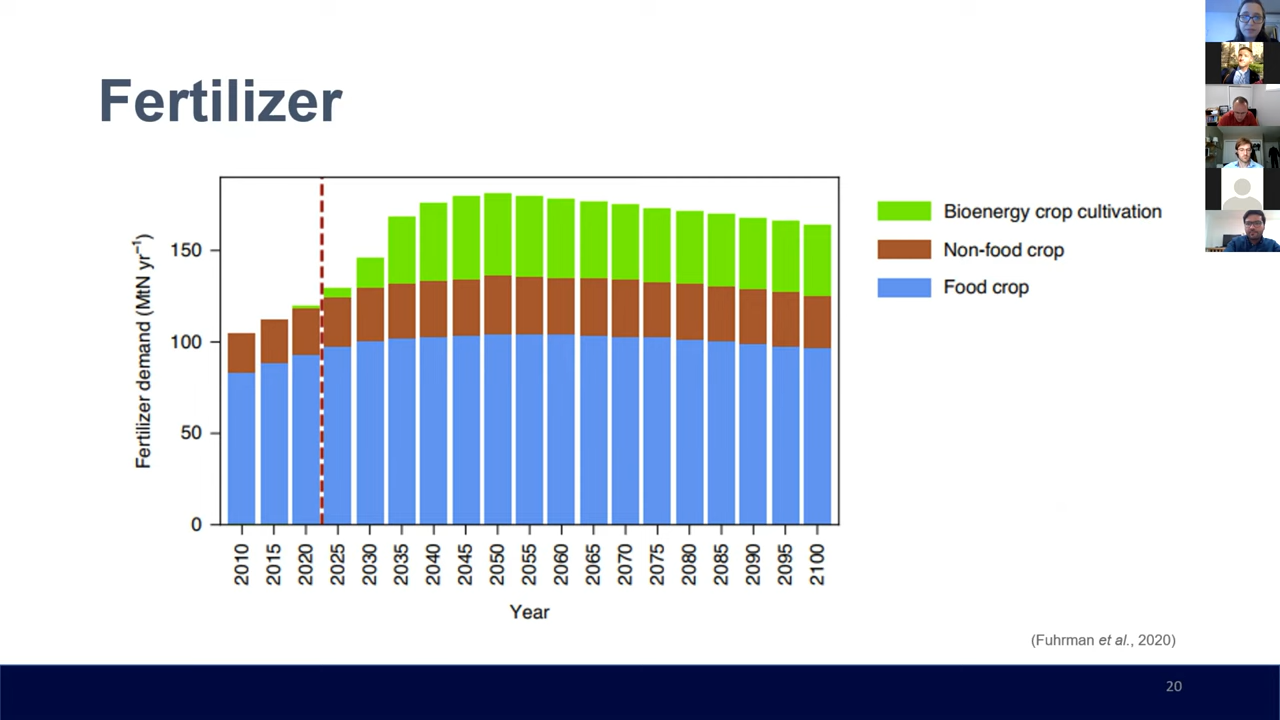 Fertilizer
Fertilizer demand (MtN yr⁻¹)
150
100
50
0
2010 2015 2020 2025 2030 2035 2040 2045 2050 2055 2060 2065 2070 2075 2080 2085 2090 2095 2100
Year
Bioenergy crop cultivation
Non-food crop
Food crop
(Fuhrman et al., 2020)
20